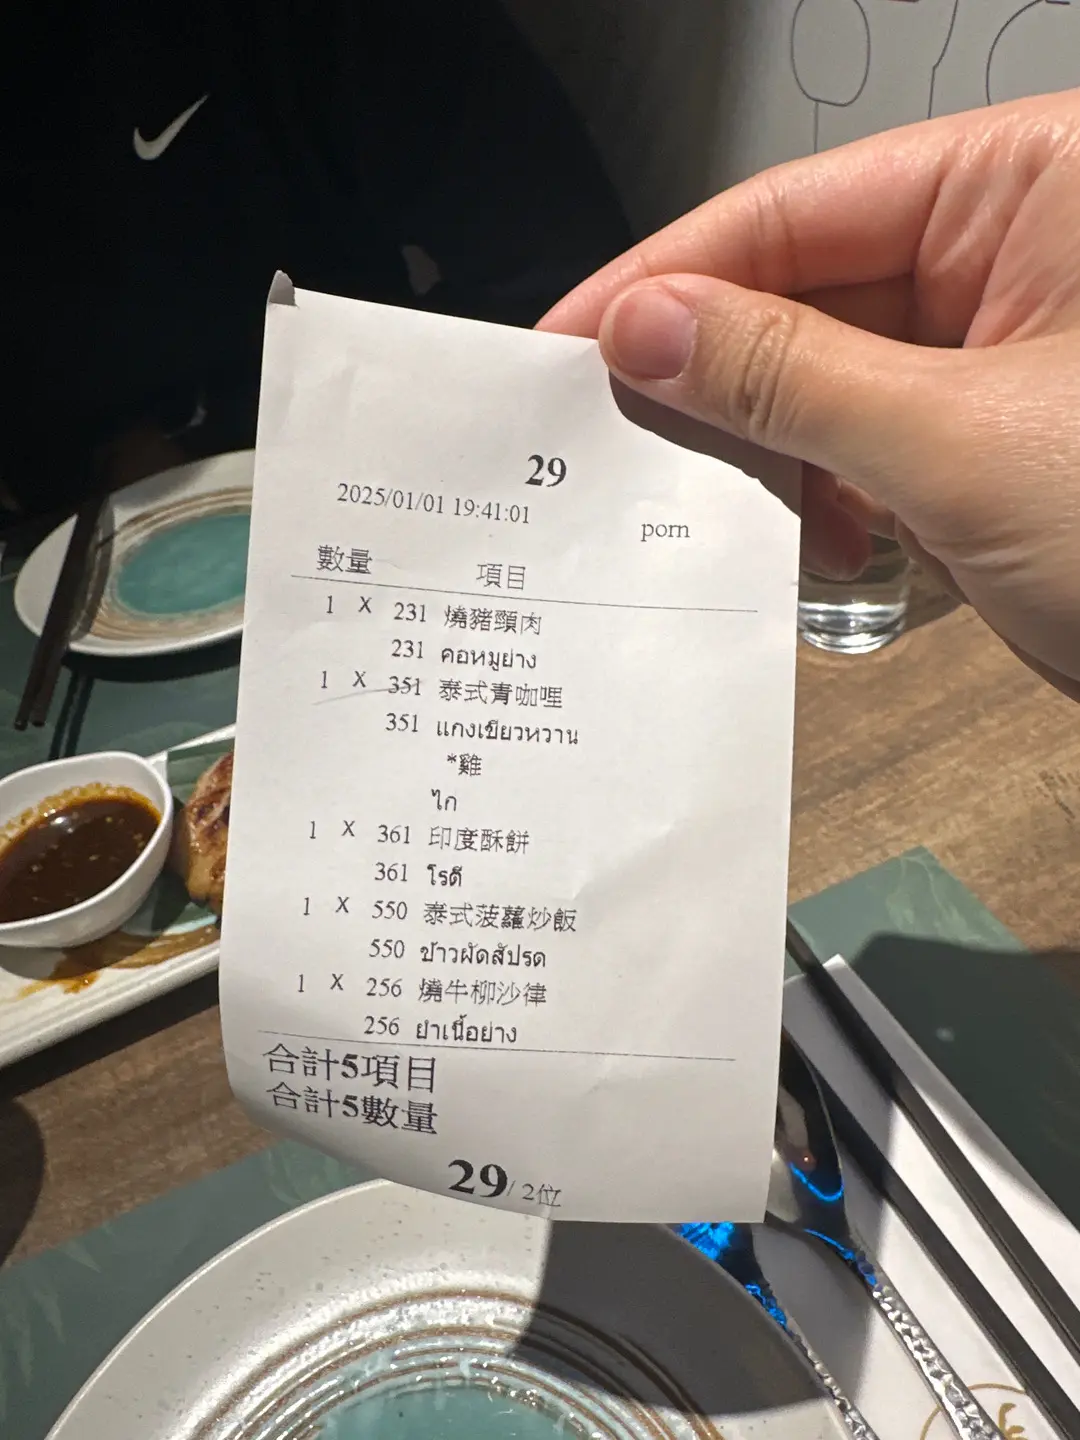 29
2025/01/01 19:41:01 porn
數量 項目
1 X 231 燒豬頸肉
231 คอหมูย่าง
1 X 351 泰式青咖哩
351 แกงเขียวหวาน
*雞
ไก่
1 X 361 印度酥餅
361 โรตี
1 X 550 泰式菠蘿炒飯
550 ข้าวผัดสัปรด
1 X 256 燒牛柳沙律
256 ยำเนื้อย่าง
合計5項目
合計5數量
29/ 2位